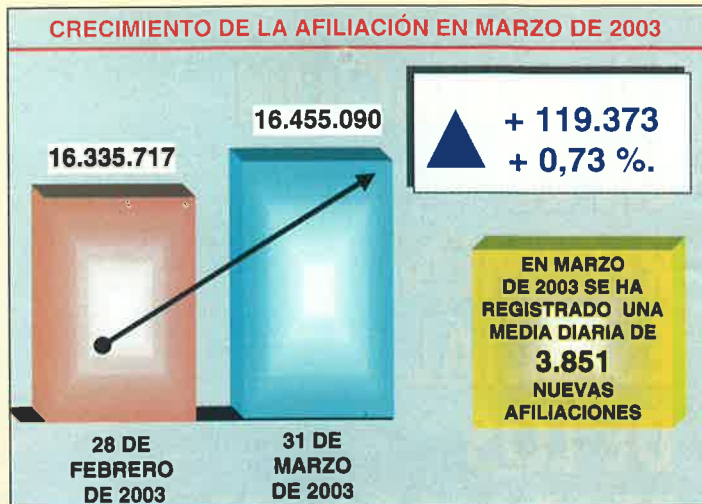 CRECIMIENTO DE LA AFILIACIÓN EN MARZO DE 2003
16.335.717
16.455.090
+ 119.373
+ 0,73 %.
EN MARZO
DE 2003 SE HA
REGISTRADO UNA
MEDIA DIARIA DE
3.851
NUEVAS
AFILIACIONES
28 DE
FEBRERO
DE 2003
31 DE
MARZO
DE 2003